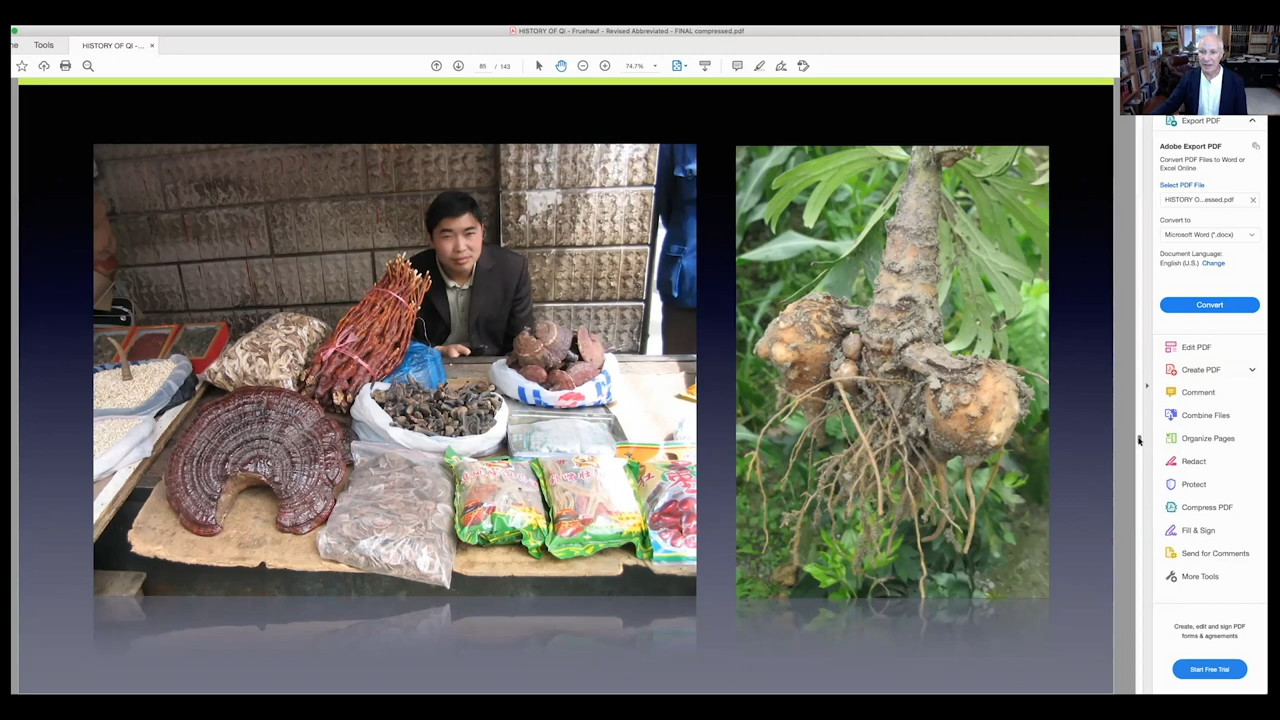 HISTORY OF QI - Fruehauf - Revised Abbreviated - FINAL compressed.pdf
ne Tools HISTORY OF QI -... ×
85 / 143 74.7%
Export PDF
Adobe Export PDF
Convert PDF Files to Word or
Excel Online
Select PDF File
HISTORY O...essed.pdf ×
Convert to
Microsoft Word (*.docx)
Document Language:
English (U.S.) Change
Convert
Edit PDF
Create PDF
Comment
Combine Files
Organize Pages
Redact
Protect
Compress PDF
Fill & Sign
Send for Comments
More Tools
Create, edit and sign PDF
forms & agreements
Start Free Trial